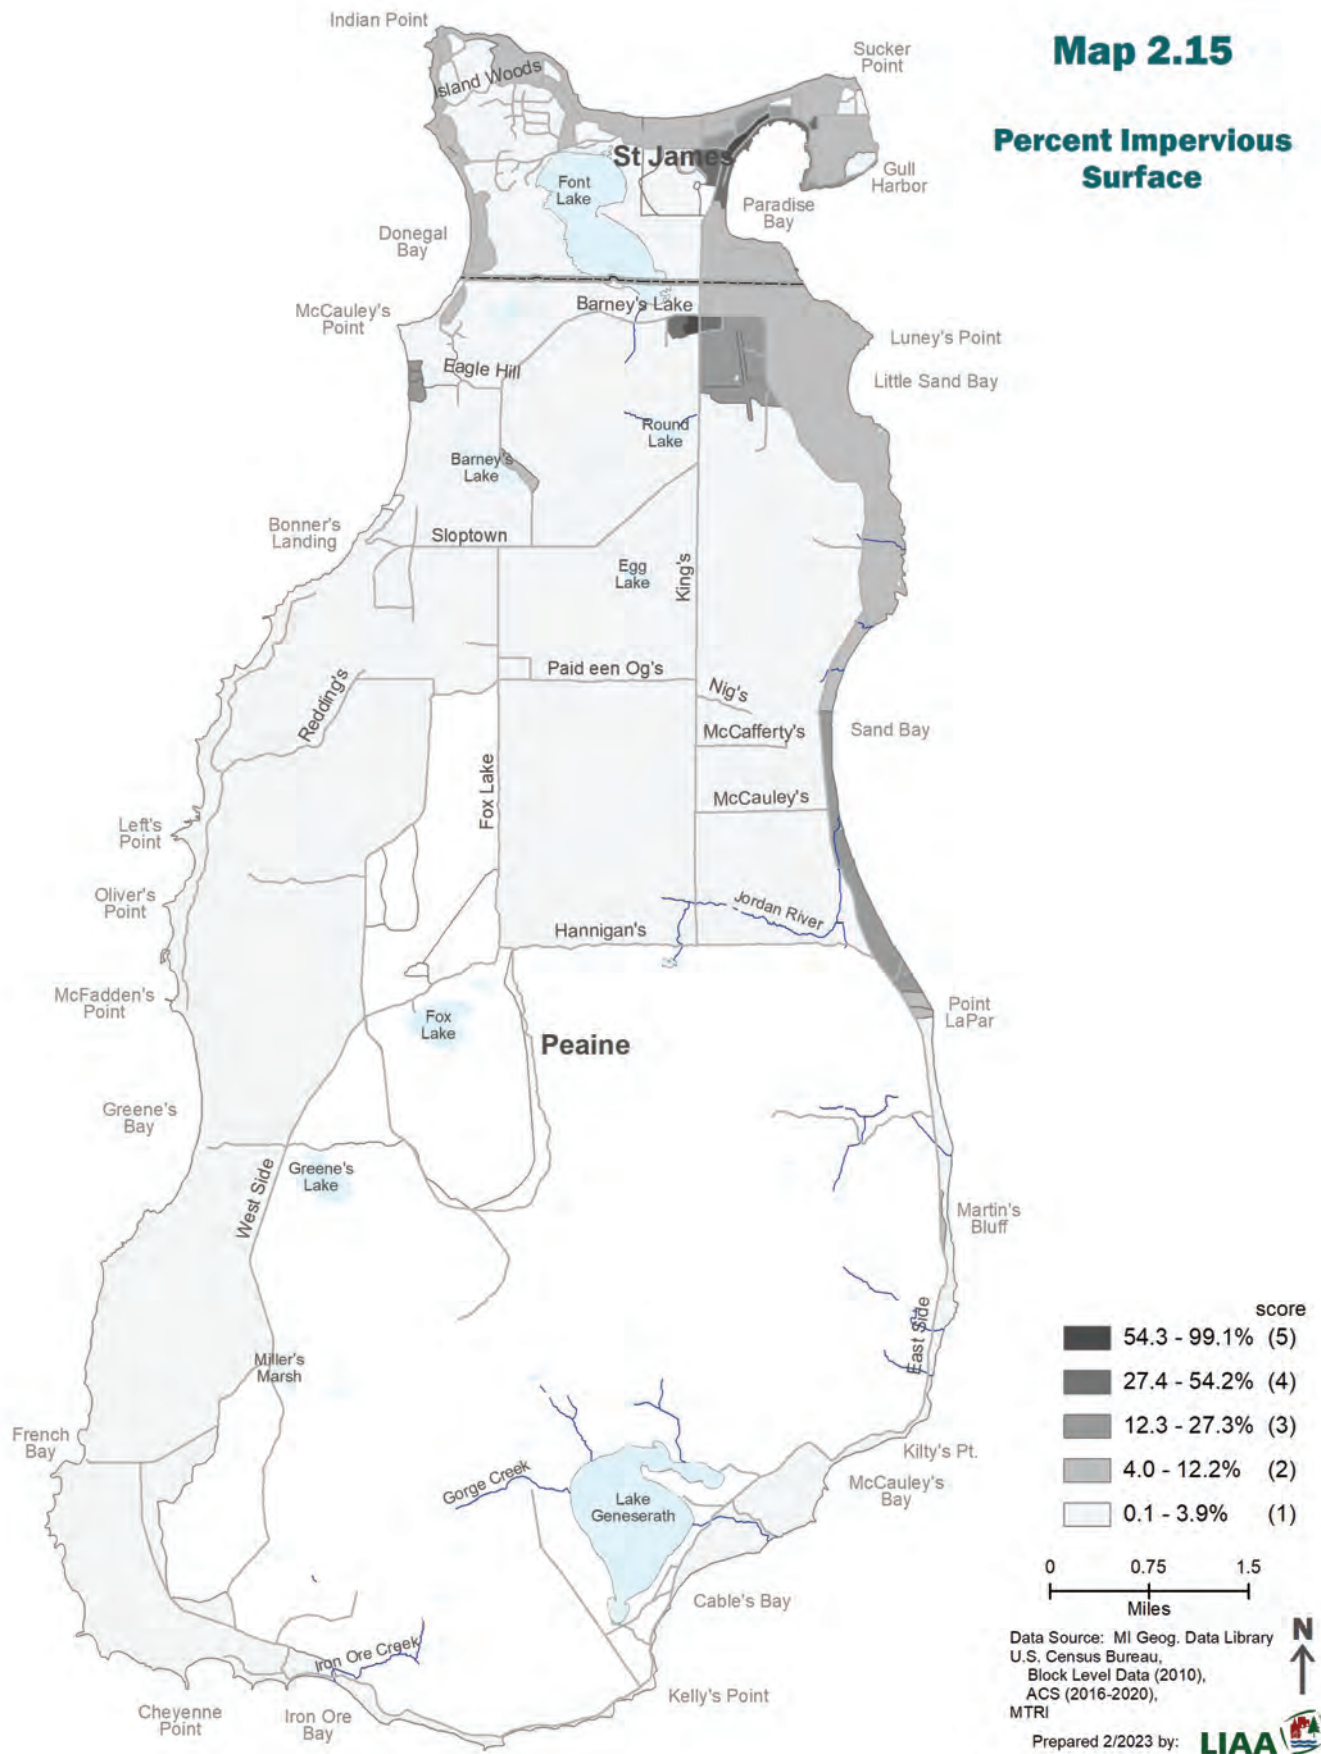 Map 2.15
Percent Impervious
Surface
Indian Point
Sucker
Point
Island Woods
St James
Font
Lake
Gull
Harbor
Paradise
Bay
Donegal
Bay
McCauley's
Point
Barney's Lake
Luney's Point
Little Sand Bay
Eagle Hill
Round
Lake
Barney's
Lake
Bonner's
Landing
Sloptown
Egg
Lake
King's
Paid een Og's
Nig's
Redding's
McCafferty's
Sand Bay
Fox Lake
McCauley's
Left's
Point
Oliver's
Point
Jordan River
Hannigan's
McFadden's
Point
Fox
Lake
Point
LaPar
Peaine
Greene's
Bay
Greene's
Lake
West Side
Martin's
Bluff
East Side
Miller's
Marsh
French
Bay
Kilty's Pt.
McCauley's
Bay
Gorge Creek
Lake
Geneserath
Cable's Bay
Iron Ore Creek
Kelly's Point
Cheyenne
Point
Iron Ore
Bay
score
54.3 - 99.1% (5)
27.4 - 54.2% (4)
12.3 - 27.3% (3)
4.0 - 12.2% (2)
0.1 - 3.9% (1)
0 0.75 1.5
Miles
N
Data Source: MI Geog. Data Library
U.S. Census Bureau,
Block Level Data (2010),
ACS (2016-2020),
MTRI
Prepared 2/2023 by:
LIAA